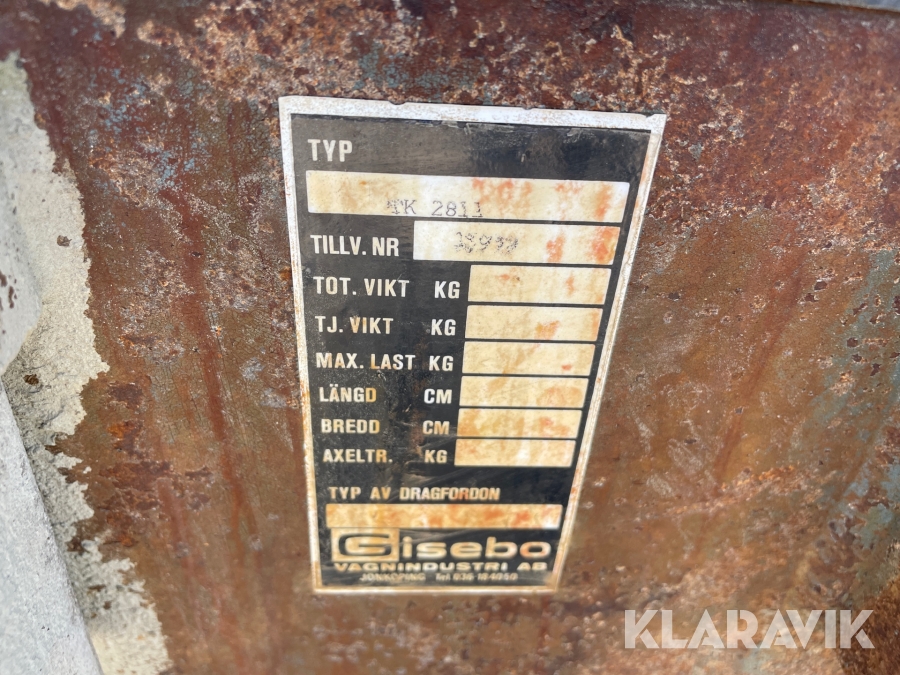 TYP
TK 2811
TILLV. NR
TOT. VIKT KG
TJ. VIKT KG
MAX. LAST KG
LÄNGD CM
BREDD CM
AXELTR. KG
TYP AV DRAGFORDON
Gisebo
VAGNINDUSTRI AB
JÖNKÖPING Tel
KLARAVIK